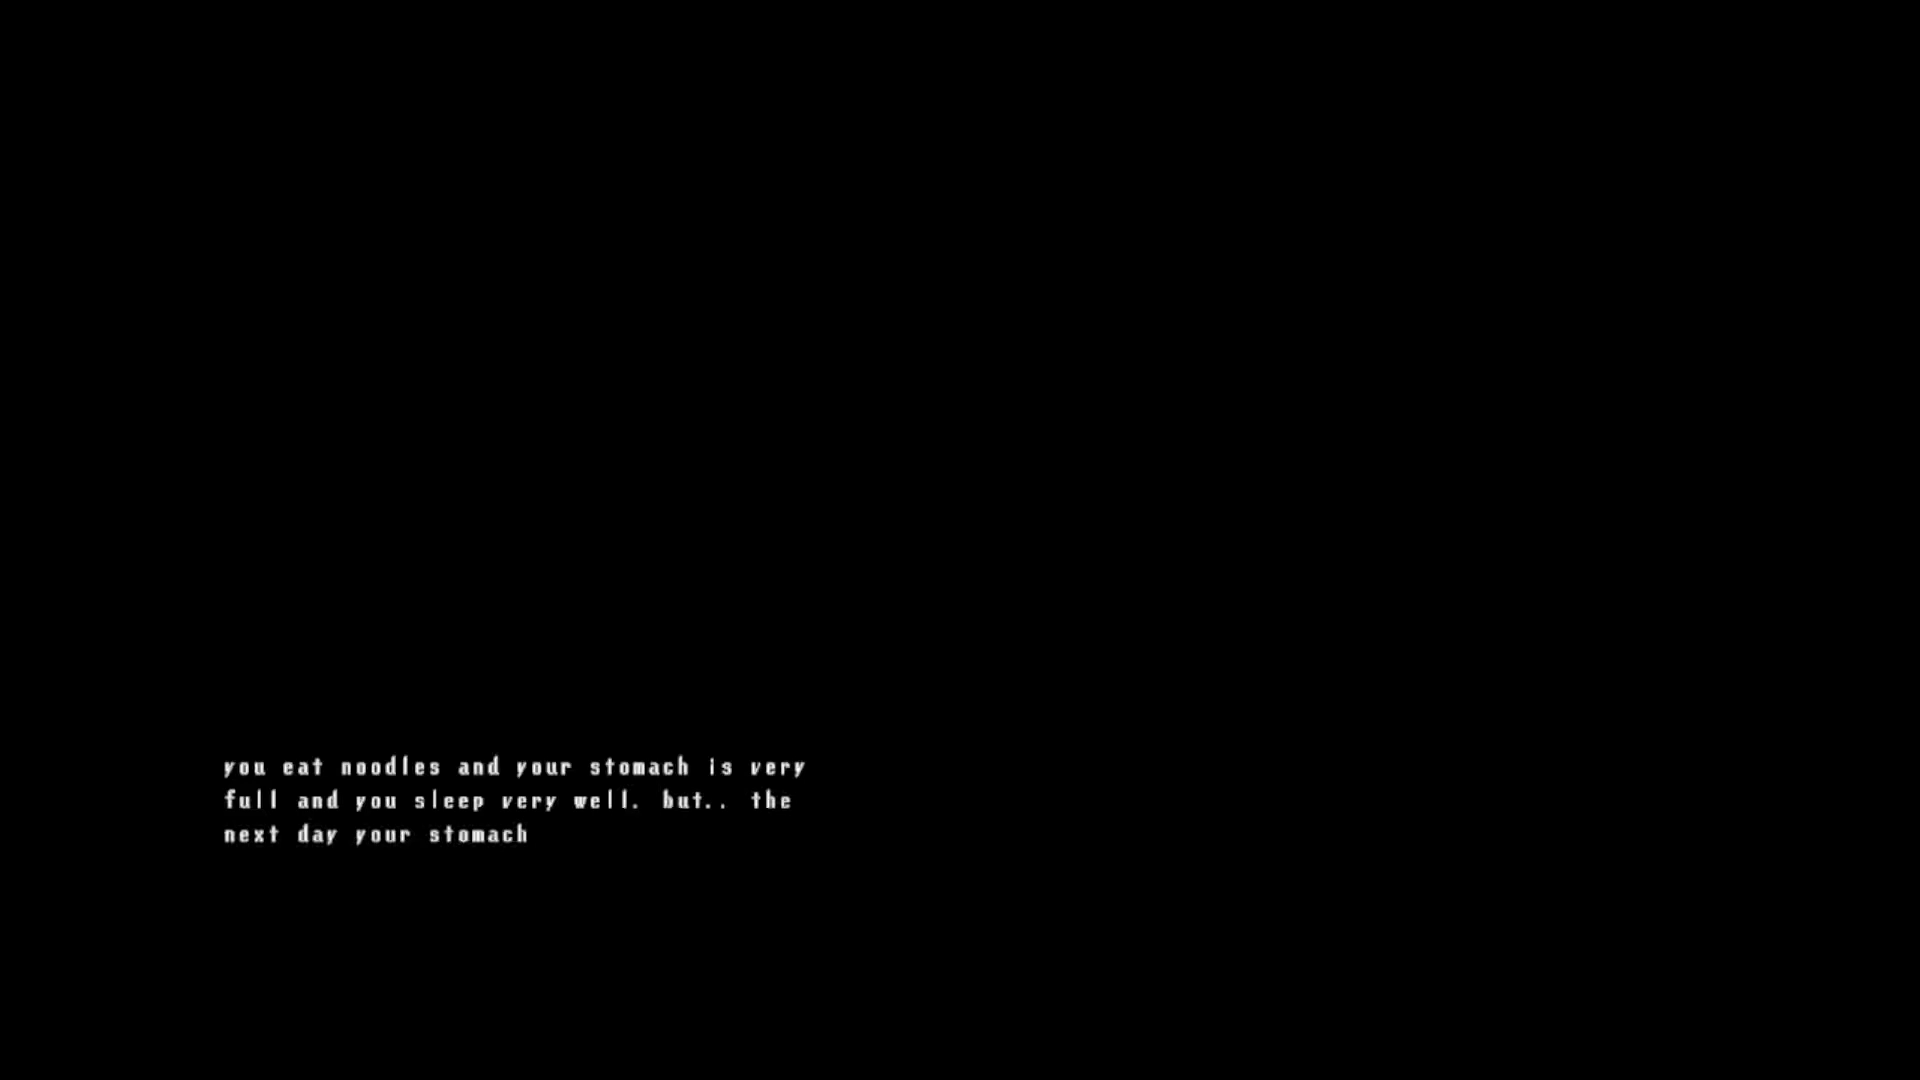 you eat noodles and your stomach is very
full and you sleep very well. but.. the
next day your stomach